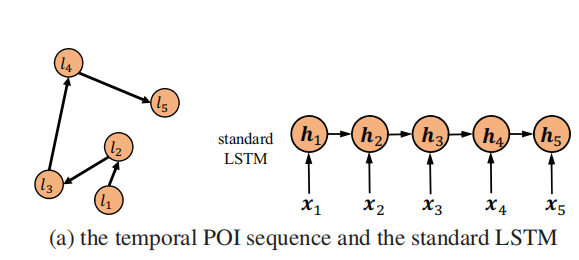 l4
l5
l2
l3
l1
standard
LSTM
h1 h2 h3 h4 h5
x1 x2 x3 x4 x5
(a) the temporal POI sequence and the standard LSTM